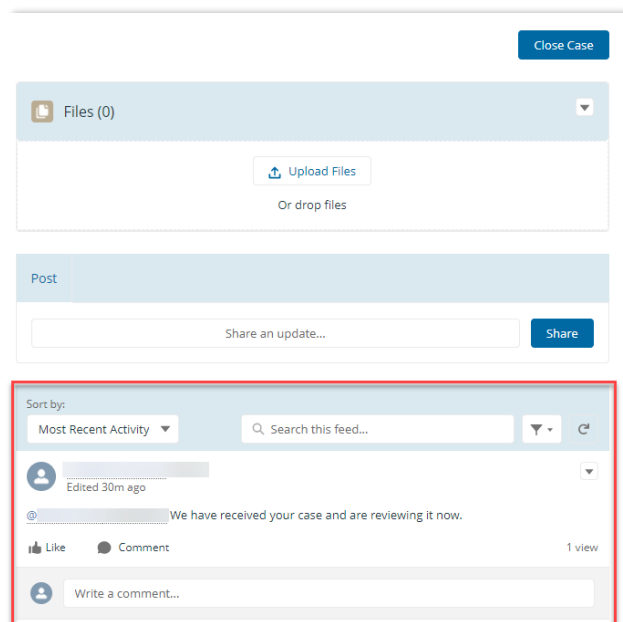 Close Case
Files (0)
Upload Files
Or drop files
Post
Share an update...
Share
Sort by:
Most Recent Activity
Search this feed...
Edited 30m ago
@ We have received your case and are reviewing it now.
Like Comment 1 view
Write a comment...